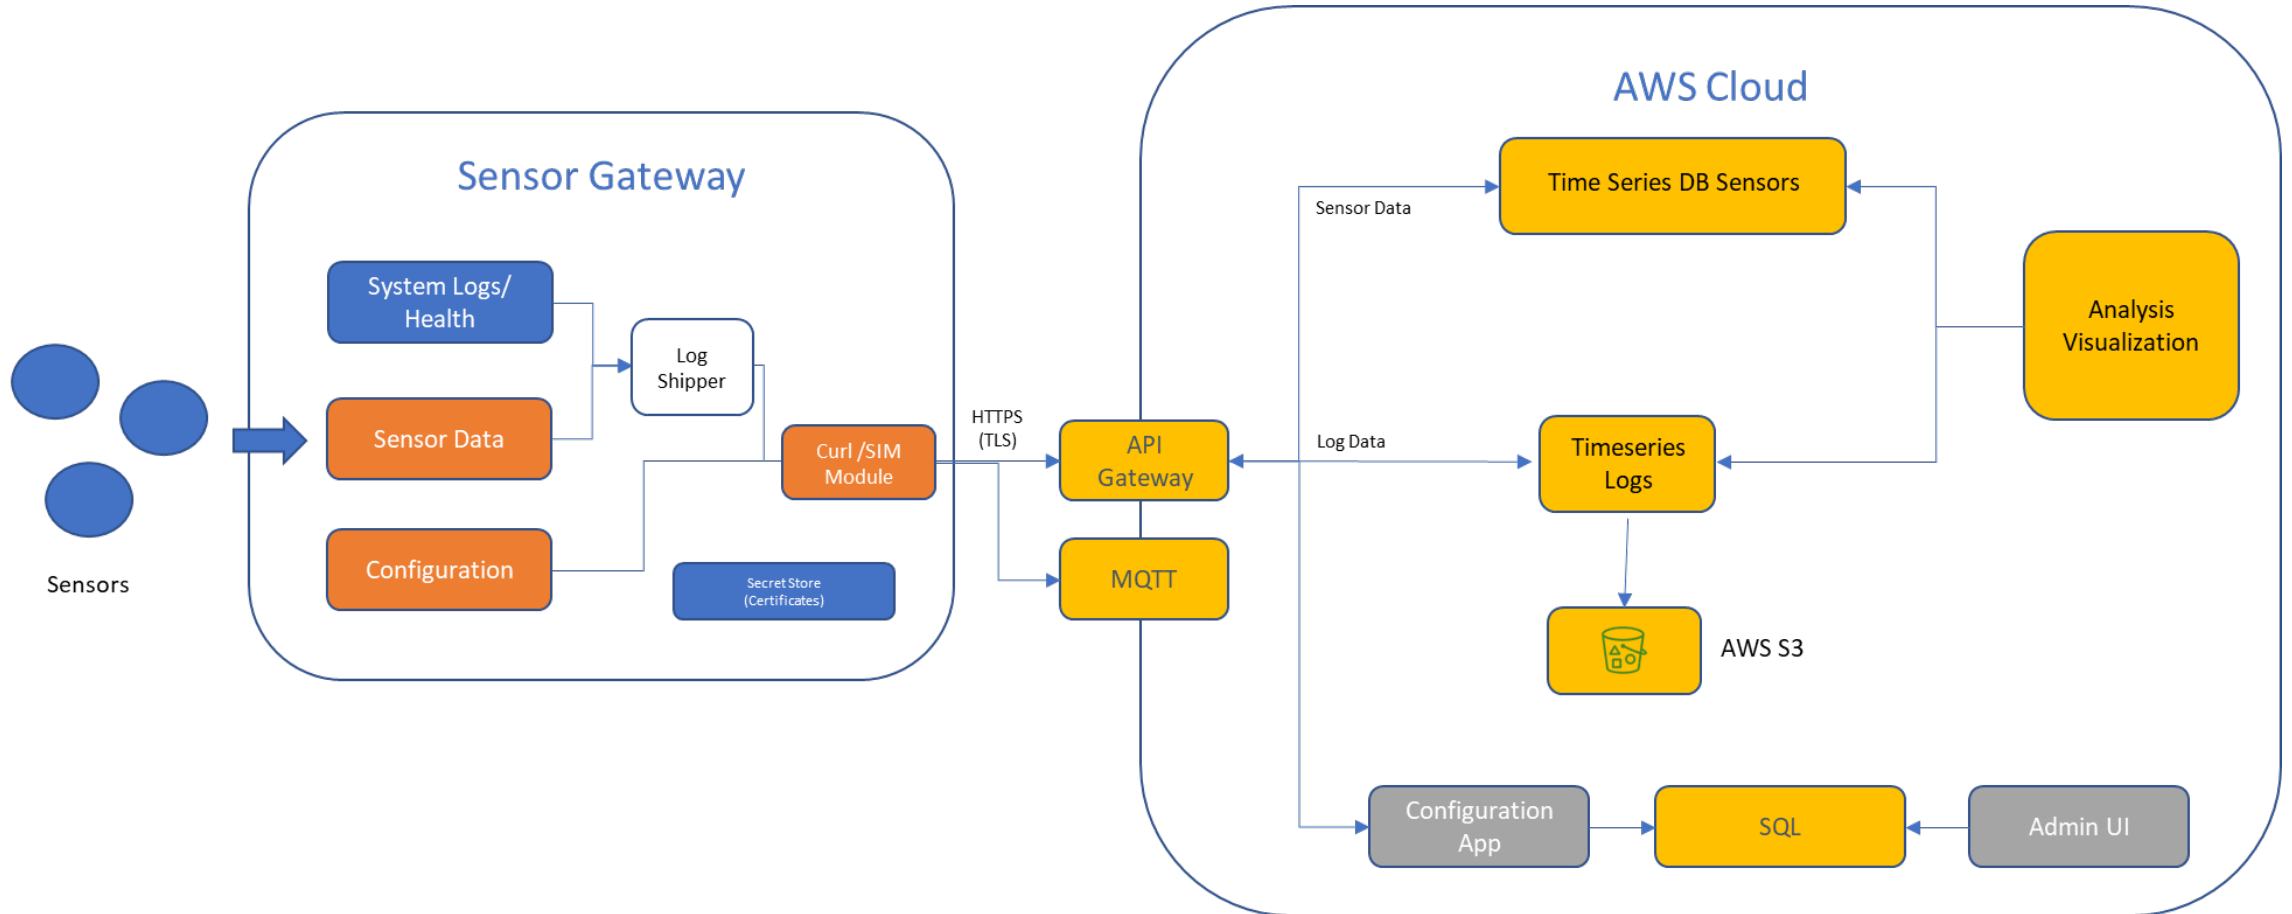 AWS Cloud
Sensor Gateway
Time Series DB Sensors
Sensor Data
System Logs/
Health
Analysis
Visualization
Log
Shipper
Sensor Data
HTTPS
(TLS)
Curl /SIM
Module
API
Gateway
Log Data
Timeseries
Logs
Configuration
Secret Store
(Certificates)
MQTT
Sensors
AWS S3
Configuration
App
SQL
Admin UI